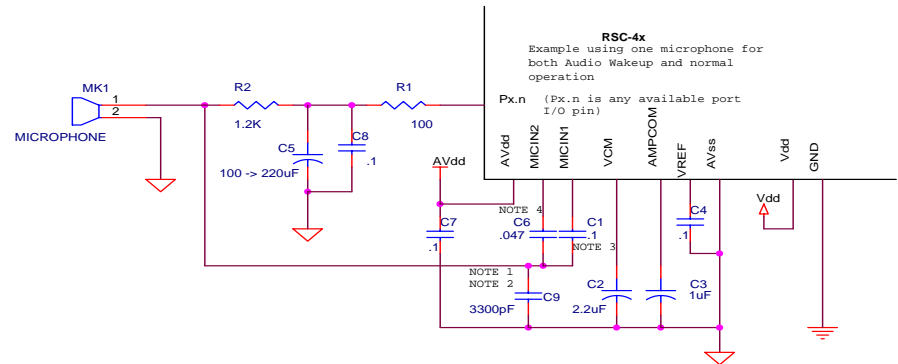 RSC-4x
Example using one microphone for
both Audio Wakeup and normal
operation
Px.n (Px.n is any available port
I/O pin)
MK1
1
2
MICROPHONE
R2
1.2K
R1
100
C5
100 -> 220uF
C8
.1
AVdd
MICIN2
MICIN1
VCM
AMPCOM
VREF
AVss
Vdd
GND
AVdd
C7
.1
NOTE 4
C6
.047
C1
.1
NOTE 3
C4
.1
Vdd
NOTE 1
NOTE 2
C9
3300pF
C2
2.2uF
C3
1uF